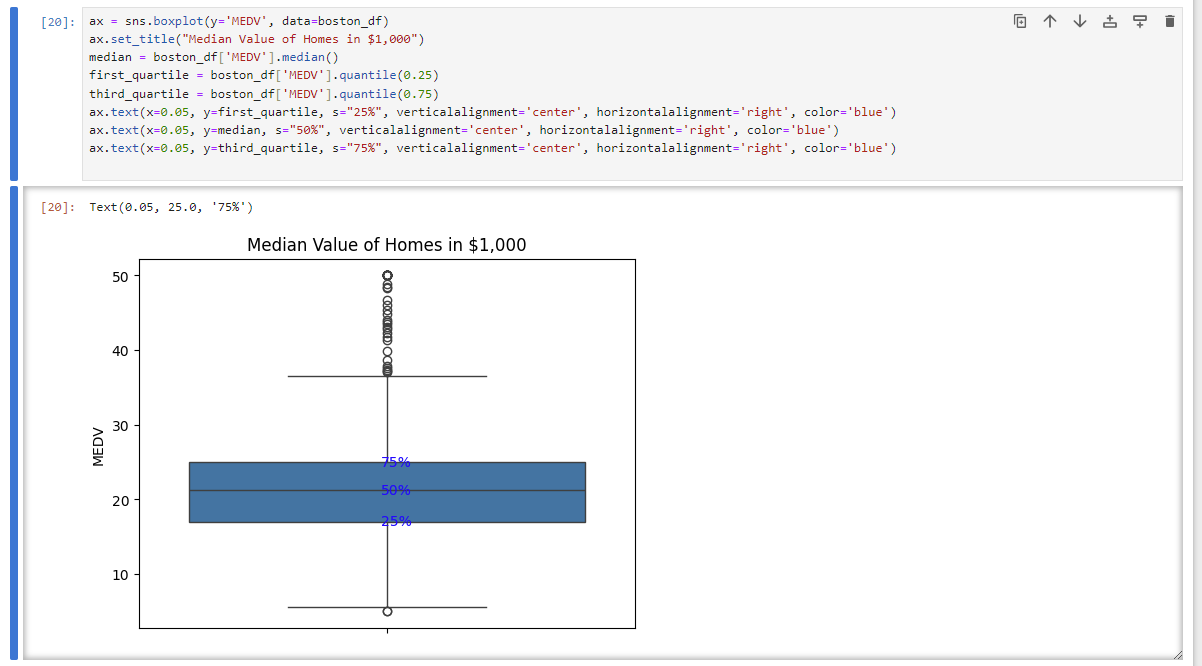 [20]: ax = sns.boxplot(y='MEDV', data=boston_df)
ax.set_title("Median Value of Homes in $1,000")
median = boston_df['MEDV'].median()
first_quartile = boston_df['MEDV'].quantile(0.25)
third_quartile = boston_df['MEDV'].quantile(0.75)
ax.text(x=0.05, y=first_quartile, s="25%", verticalalignment='center', horizontalalignment='right', color='blue')
ax.text(x=0.05, y=median, s="50%", verticalalignment='center', horizontalalignment='right', color='blue')
ax.text(x=0.05, y=third_quartile, s="75%", verticalalignment='center', horizontalalignment='right', color='blue')
[20]: Text(0.05, 25.0, '75%')
Median Value of Homes in $1,000
50
40
30
MEDV
75%
50%
20
25%
10